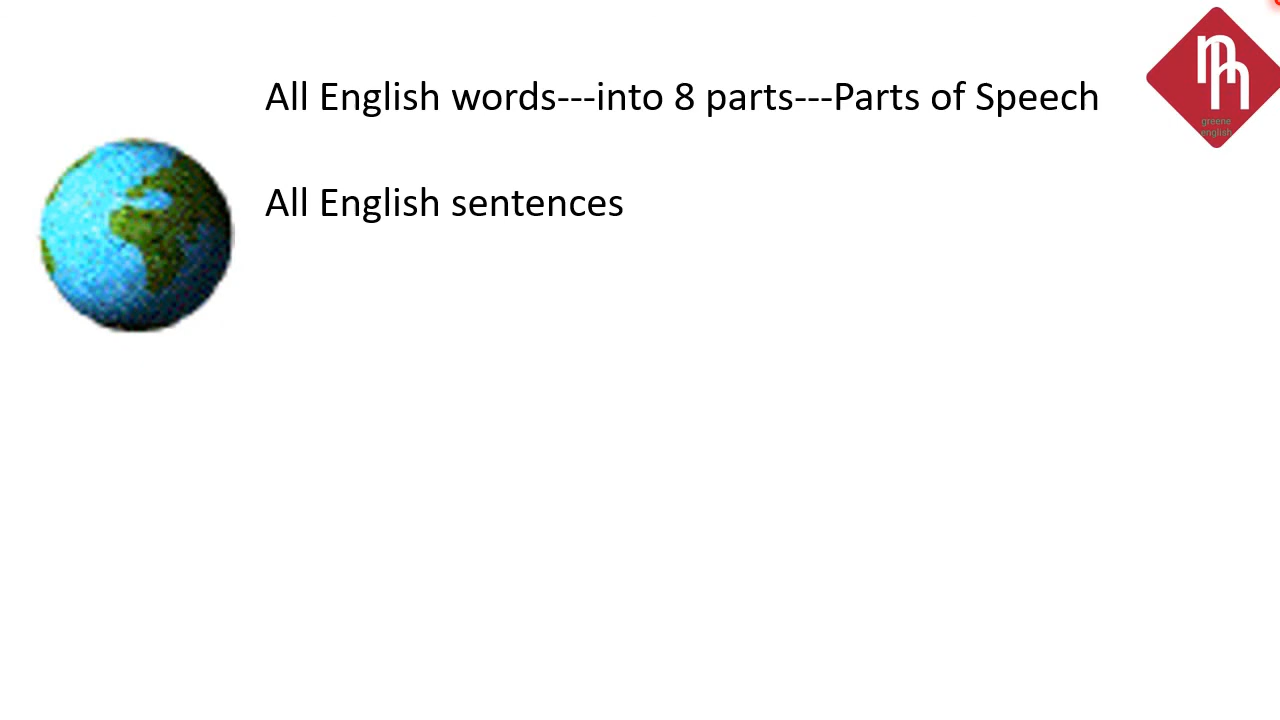 All English words---into 8 parts---Parts of Speech
All English sentences
greene
english